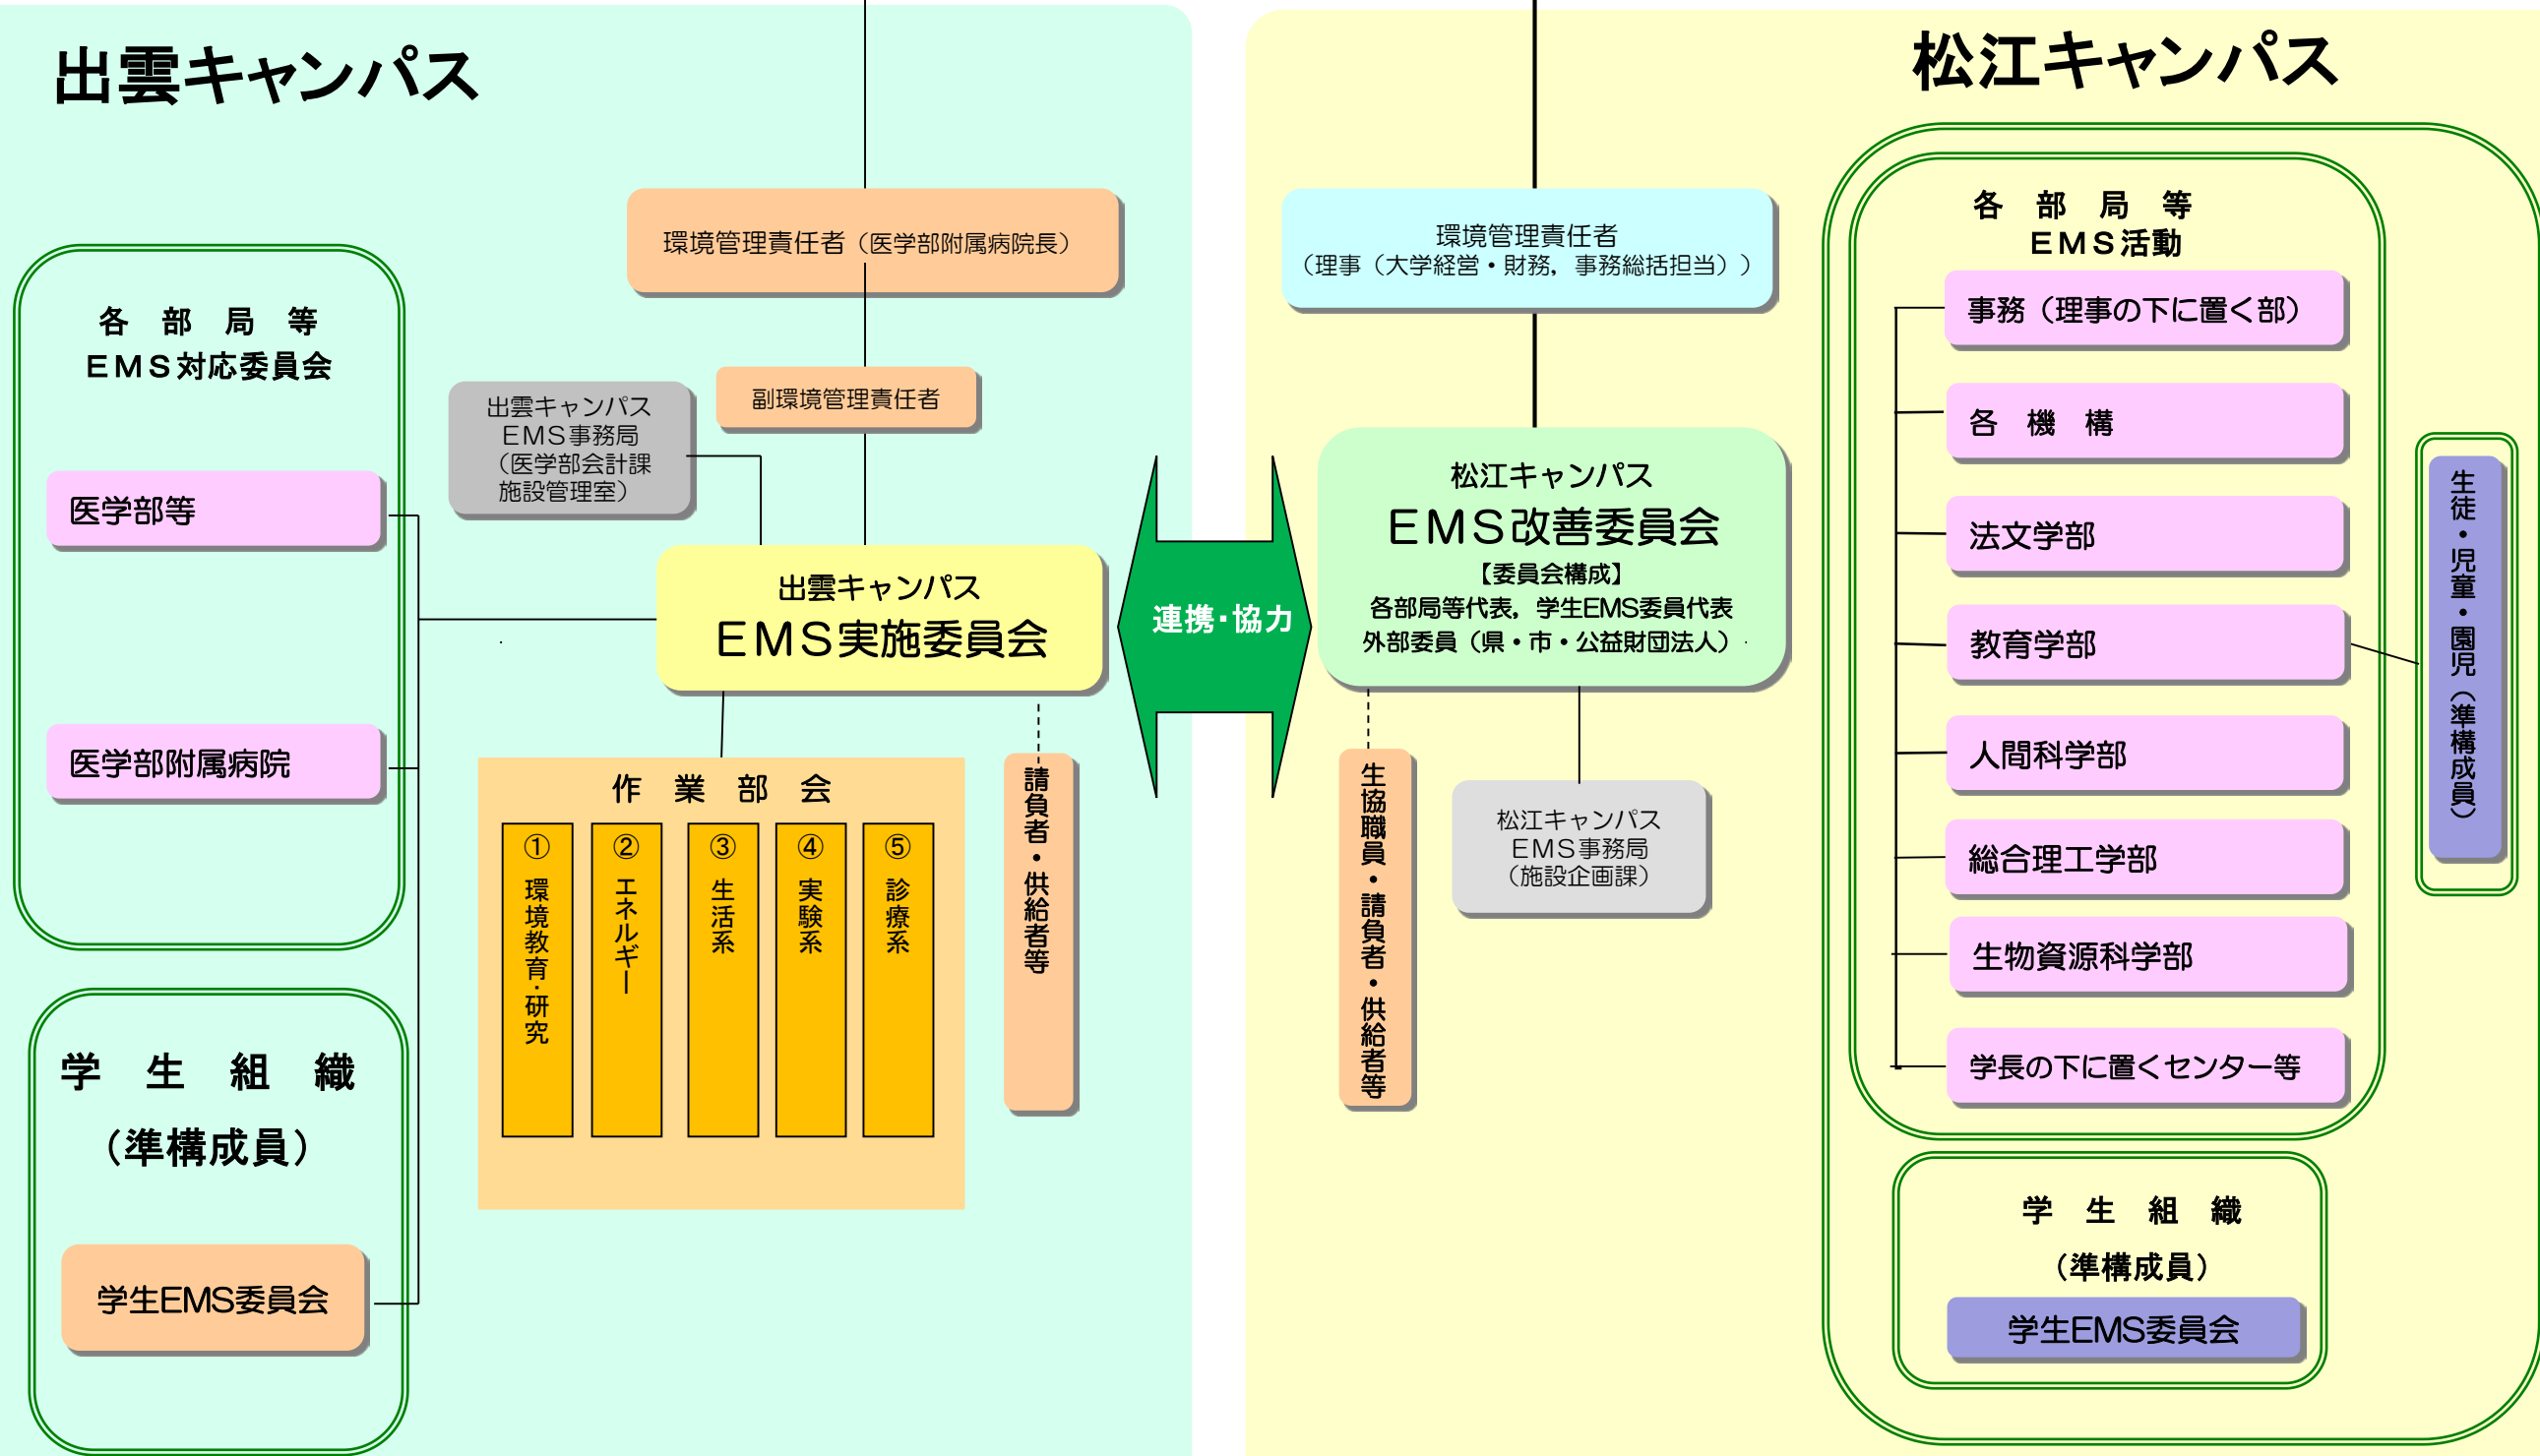 出雲キャンパス
環境管理責任者（医学部附属病院長）
副環境管理責任者
出雲キャンパス
ＥＭＳ事務局
（医学部会計課
施設管理室）
各　部　局　等
ＥＭＳ対応委員会
医学部等
医学部附属病院
出雲キャンパス
ＥＭＳ実施委員会
作　業　部　会
①環境教育・研究
②エネルギー
③生活系
④実験系
⑤診療系
請負者・供給者等
学　生　組　織
（準構成員）
学生EMS委員会
連携・協力
松江キャンパス
環境管理責任者
（理事（大学経営・財務，事務総括担当））
松江キャンパス
ＥＭＳ改善委員会
【委員会構成】
各部局等代表，学生EMS委員代表
外部委員（県・市・公益財団法人）
生協職員・請負者・供給者等
松江キャンパス
ＥＭＳ事務局
（施設企画課）
各　部　局　等
ＥＭＳ活動
事務（理事の下に置く部）
各　機　構
法文学部
教育学部
人間科学部
総合理工学部
生物資源科学部
学長の下に置くセンター等
生徒・児童・園児（準構成員）
学　生　組　織
（準構成員）
学生EMS委員会